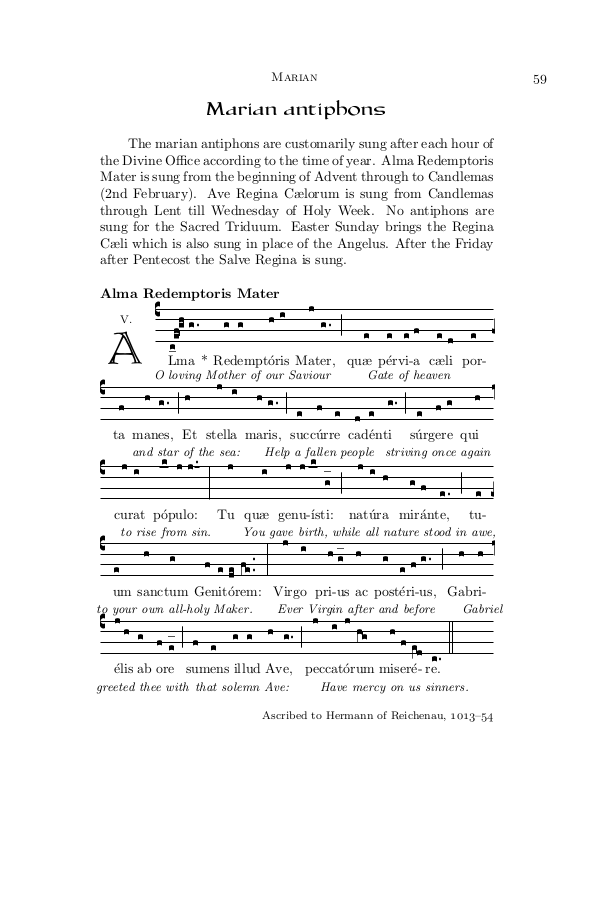 Marian
59
Marian antiphons
The marian antiphons are customarily sung after each hour of
the Divine Office according to the time of year. Alma Redemptoris
Mater is sung from the beginning of Advent through to Candlemas
(2nd February). Ave Regina Cælorum is sung from Candlemas
through Lent till Wednesday of Holy Week. No antiphons are
sung for the Sacred Triduum. Easter Sunday brings the Regina
Cæli which is also sung in place of the Angelus. After the Friday
after Pentecost the Salve Regina is sung.
Alma Redemptoris Mater
V.
A
Lma * Redemptóris Mater, quæ pérvi-a cæli por-
O loving Mother of our Saviour Gate of heaven
ta manes, Et stella maris, succúrre cadénti súrgere qui
and star of the sea: Help a fallen people striving once again
curat pópulo: Tu quæ genu-ísti: natúra miránte, tu-
to rise from sin. You gave birth, while all nature stood in awe,
um sanctum Genitórem: Virgo pri-us ac postéri-us, Gabri-
to your own all-holy Maker. Ever Virgin after and before Gabriel
élis ab ore sumens illud Ave, peccatórum miseré-re.
greeted thee with that solemn Ave: Have mercy on us sinners.
Ascribed to Hermann of Reichenau, 1013–54